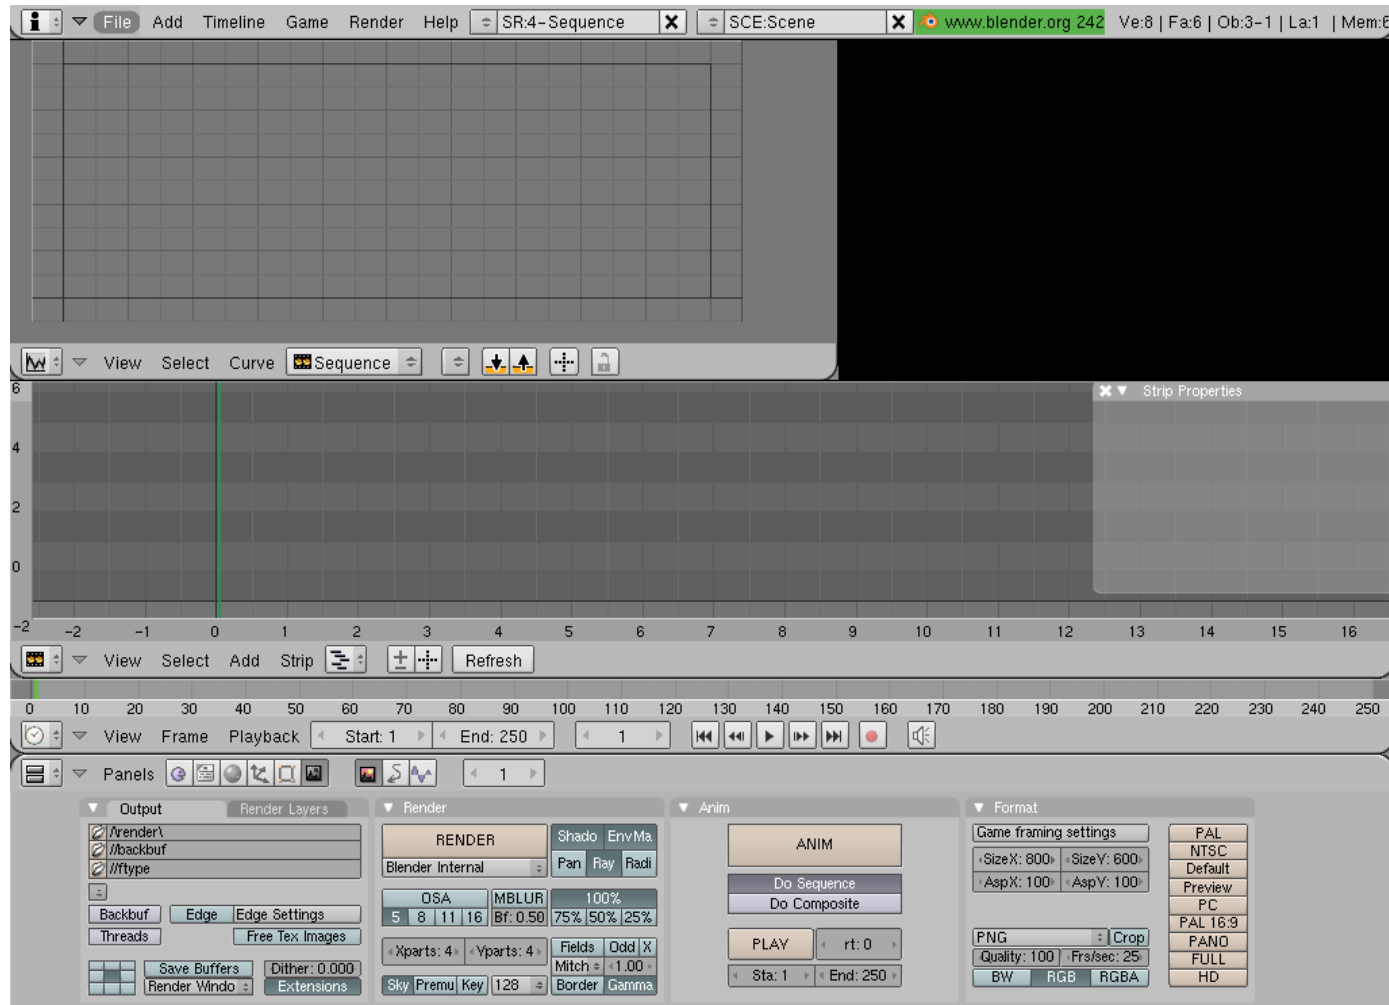 File Add Timeline Game Render Help SR:4-Sequence SCE:Scene www.blender.org 242 Ve:8 | Fa:6 | Ob:3-1 | La:1 | Mem:6
View Select Curve Sequence
6
Strip Properties
4
2
0
-2
-2 -1 0 1 2 3 4 5 6 7 8 9 10 11 12 13 14 15 16
View Select Add Strip Refresh
0 10 20 30 40 50 60 70 80 90 100 110 120 130 140 150 160 170 180 190 200 210 220 230 240 250
View Frame Playback Start: 1 End: 250 1
Panels 1
Output Render Layers
/render\
//backbuf
//ftype
Backbuf Edge Edge Settings
Threads Free Tex Images
Save Buffers Dither: 0.000
Render Windo Extensions
Render
RENDER Shado EnvMa
Blender Internal Pan Ray Radi
OSA MBLUR 100%
5 8 11 16 Bf: 0.50 75% 50% 25%
Xparts: 4 Yparts: 4 Fields Odd X
Mitch 1.00
Sky Premu Key 128 Border Gamma
Anim
ANIM
Do Sequence
Do Composite
PLAY rt: 0
Sta: 1 End: 250
Format
Game framing settings
SizeX: 800 SizeY: 600
AspX: 100 AspY: 100
PNG Crop
Quality: 100 Frs/sec: 25
BW RGB RGBA
PAL
NTSC
Default
Preview
PC
PAL 16:9
PANO
FULL
HD